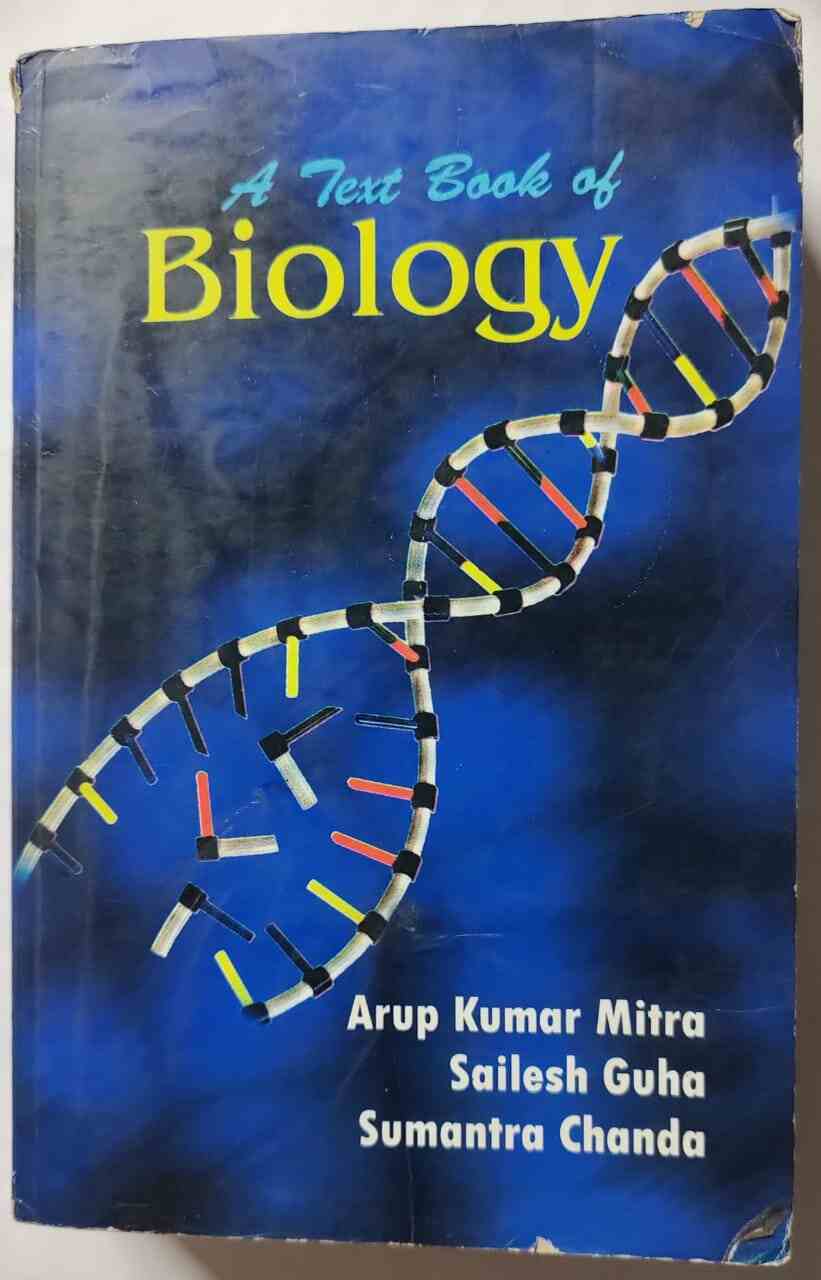 A Text Book of
Biology
Arup Kumar Mitra
Sailesh Guha
Sumantra Chanda